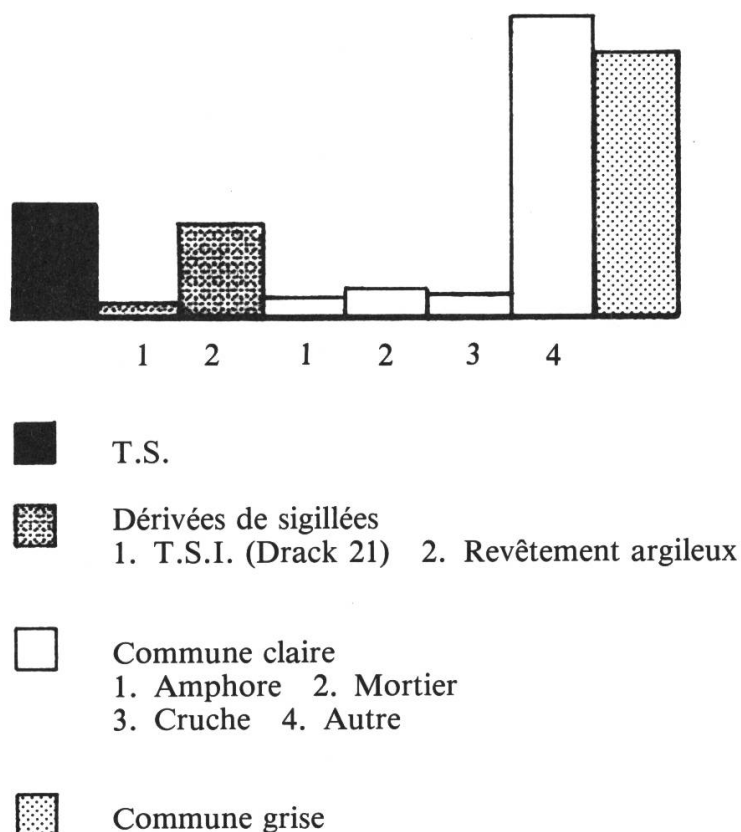 1 2 1 2 3 4
T.S.
Dérivées de sigillées
1. T.S.I. (Drack 21) 2. Revêtement argileux
Commune claire
1. Amphore 2. Mortier
3. Cruche 4. Autre
Commune grise